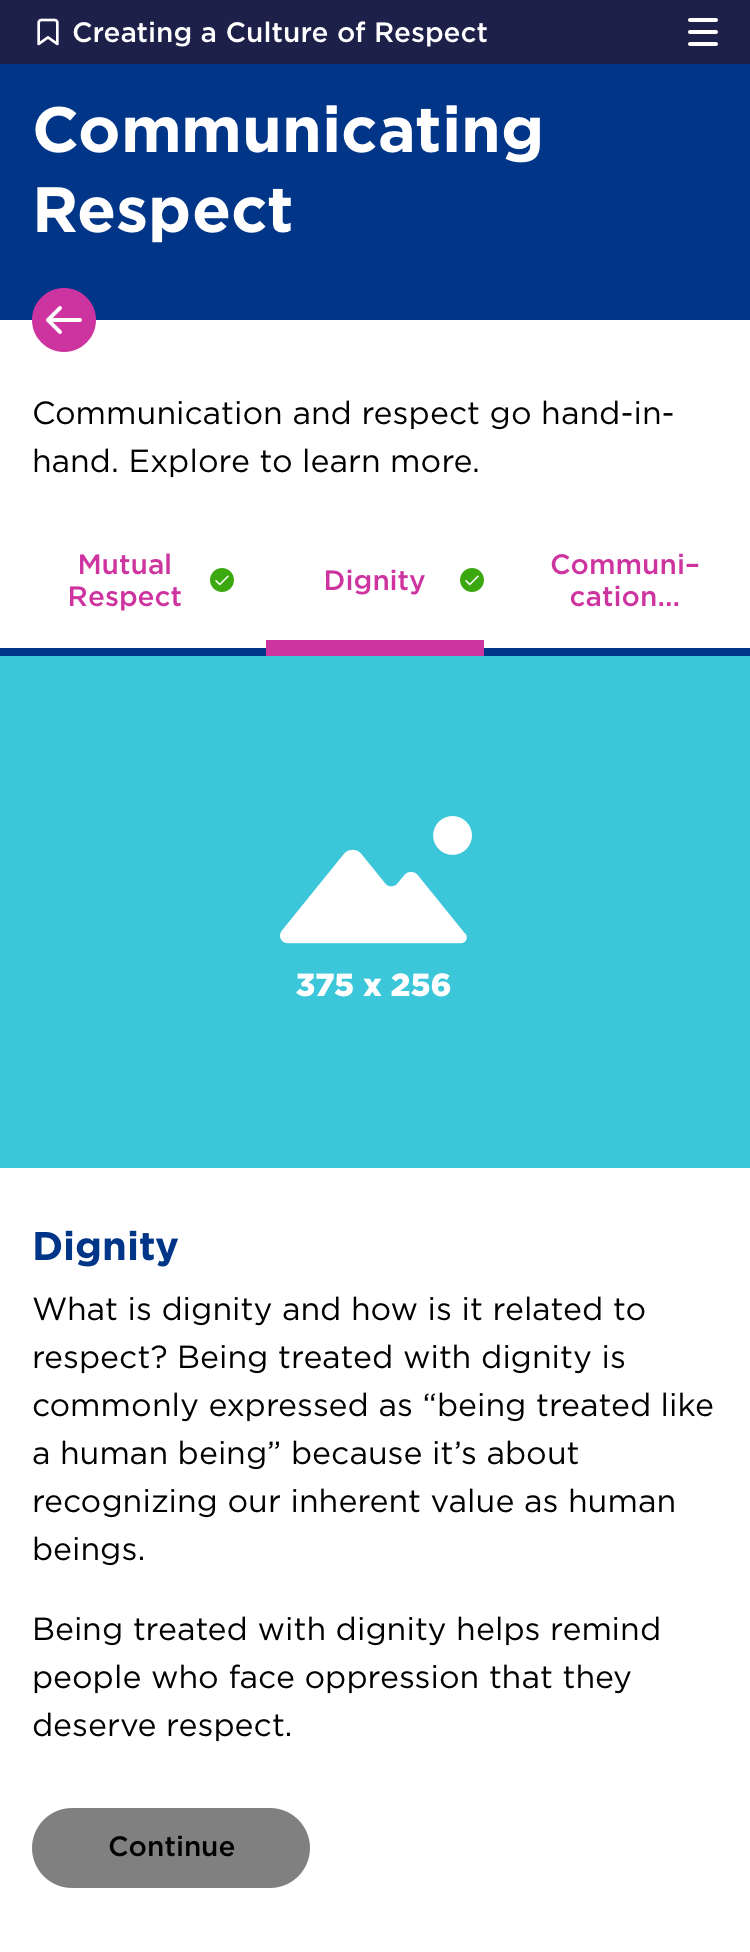 Creating a Culture of Respect
Communicating
Respect
Communication and respect go hand-in-
hand. Explore to learn more.
Mutual
Respect
Dignity
Communi–
cation...
375 x 256
Dignity
What is dignity and how is it related to
respect? Being treated with dignity is
commonly expressed as “being treated like
a human being” because it’s about
recognizing our inherent value as human
beings.
Being treated with dignity helps remind
people who face oppression that they
deserve respect.
Continue